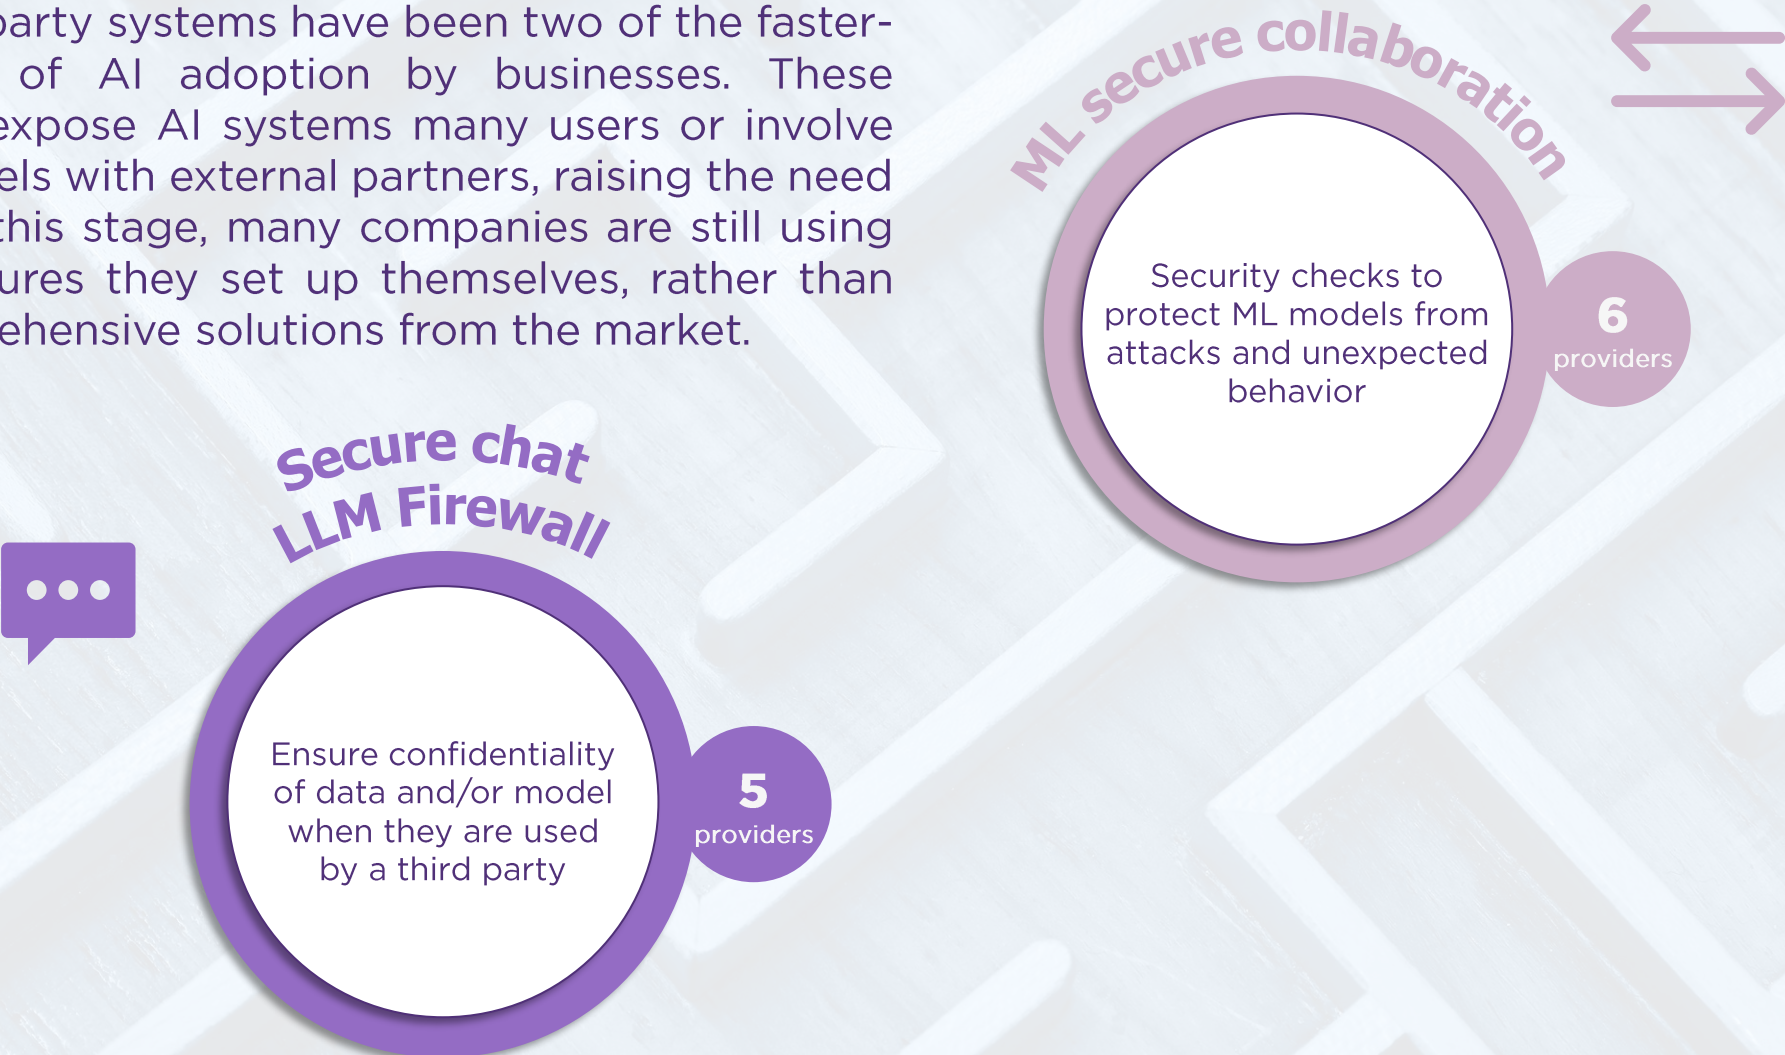 party systems have been two of the faster-
of AI adoption by businesses. These
expose AI systems many users or involve
els with external partners, raising the need
this stage, many companies are still using
ures they set up themselves, rather than
ehensive solutions from the market.
ML secure collaboration
Security checks to
protect ML models from
attacks and unexpected
behavior
6
providers
Secure chat
LLM Firewall
Ensure confidentiality
of data and/or model
when they are used
by a third party
5
providers